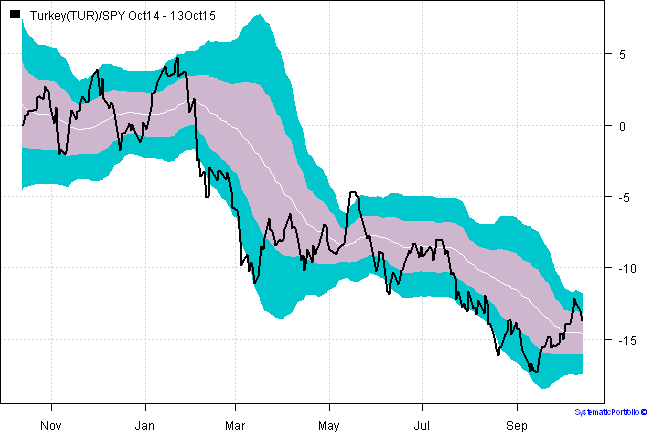 Turkey(TUR)/SPY Oct14 - 13Oct15
5
0
-5
-10
-15
Nov Jan Mar May Jul Sep
SystematicPortfolio ©